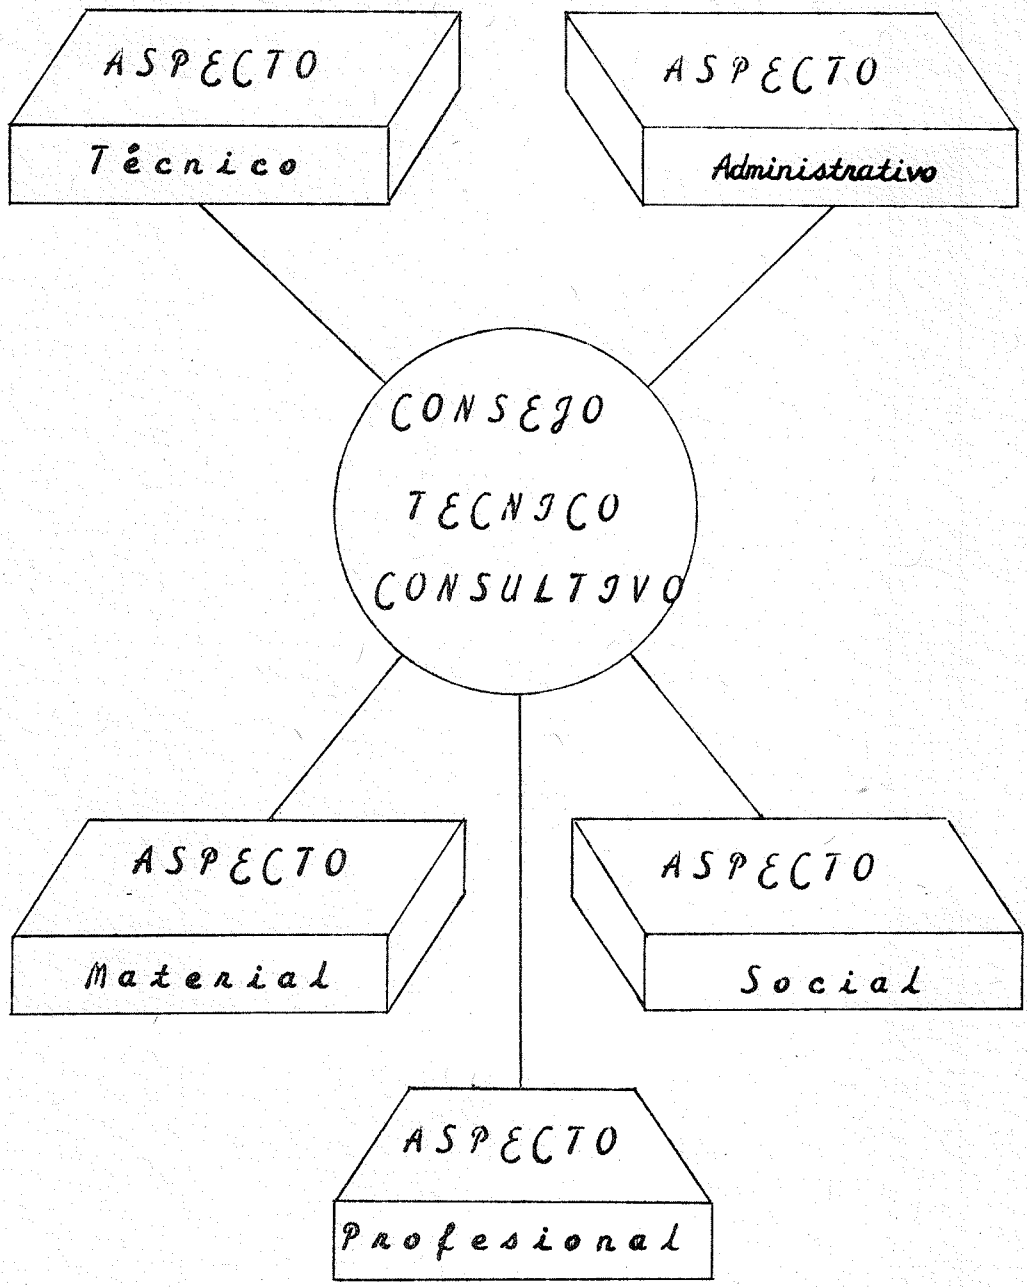 ASPECTO
Técnico
ASPECTO
Administrativo
CONSEJO
TECNICO
CONSULTIVO
ASPECTO
Material
ASPECTO
Social
ASPECTO
Profesional